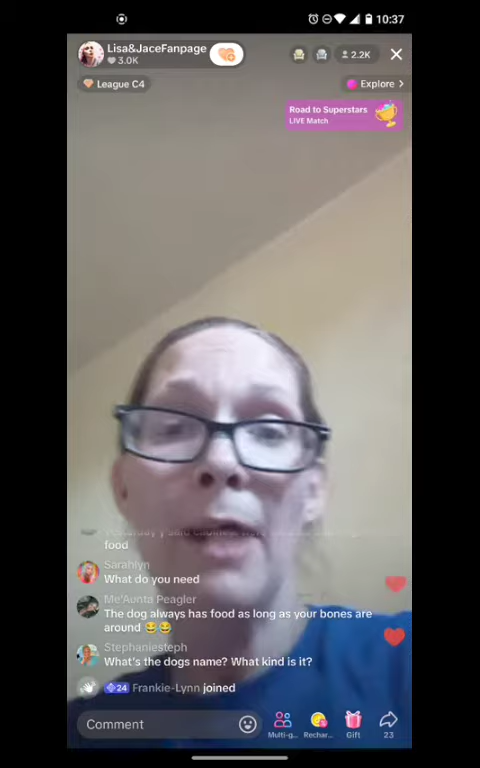 10:37
Lisa&JaceFanpage
3.0K
2.2K
League C4
Explore >
Road to Superstars
LIVE Match
food
Sarahlyn
What do you need
Me'Aunta Peagler
The dog always has food as long as your bones are
around 😂😂
Stephaniesteph
What's the dogs name? What kind is it?
24 Frankie-Lynn joined
Comment
Multi-g...
Rechar...
Gift
23